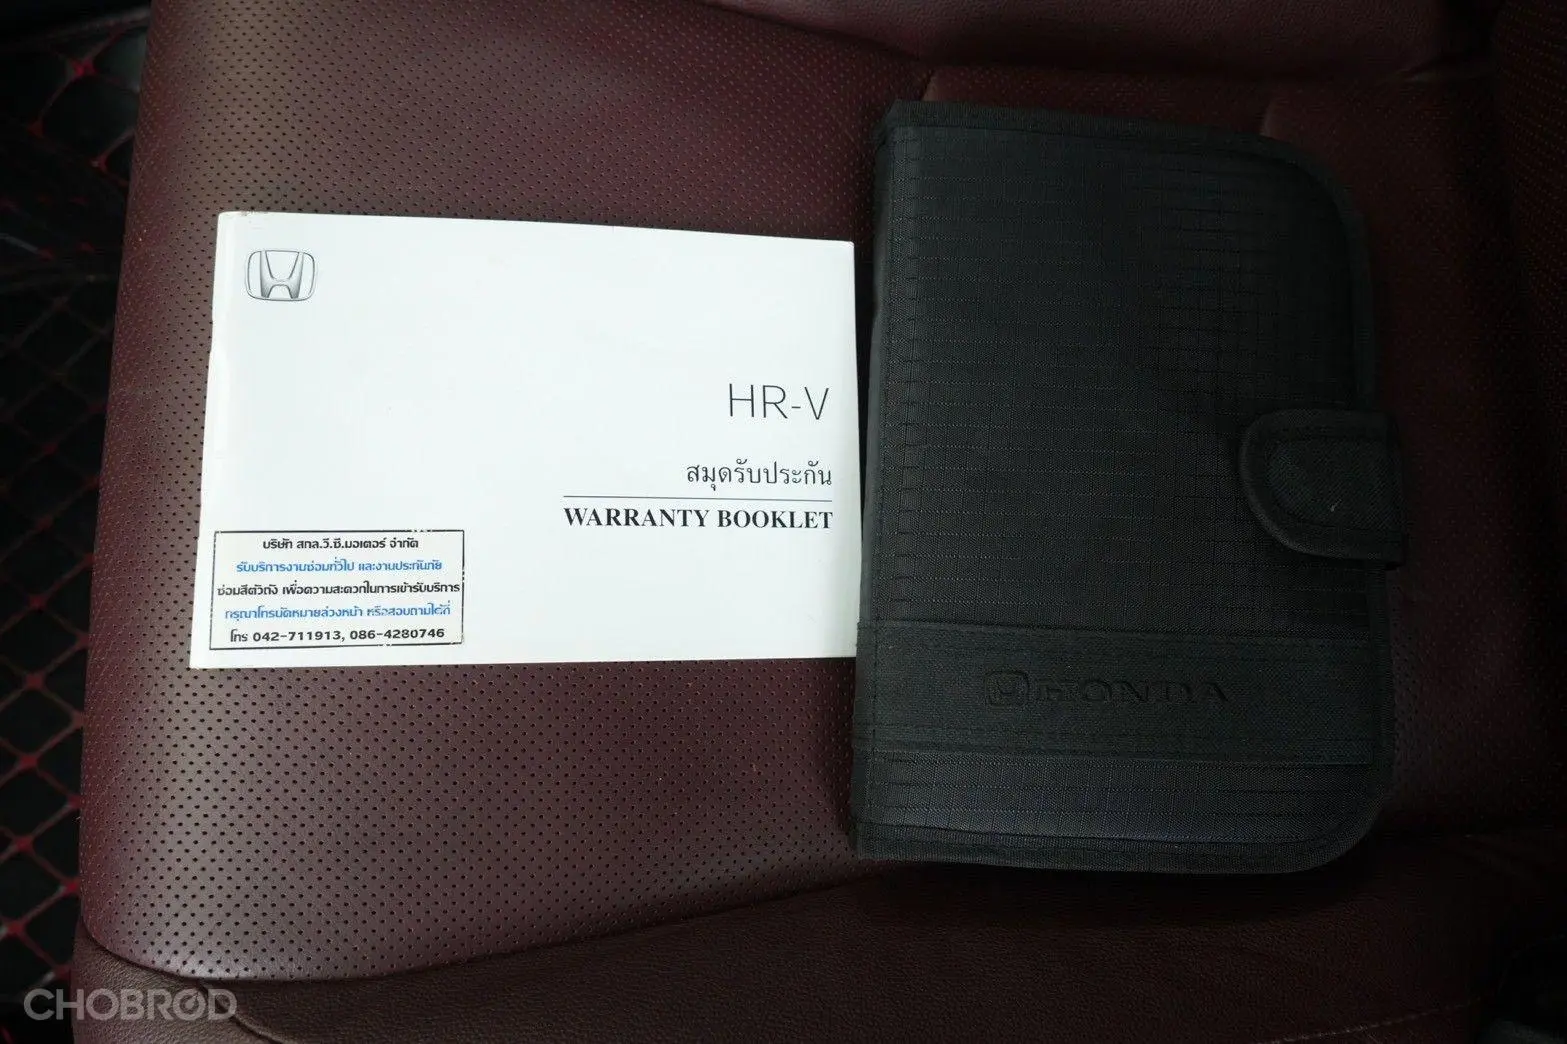 HR-V
สมุดรับประกัน
WARRANTY BOOKLET
บริษัท สกล.วี.ซี.มอเตอร์ จำกัด
รับบริการงานซ่อมทั่วไป และงานประกันภัย
ซ่อมสีตัวถัง เพื่อความสะดวกในการเข้ารับบริการ
กรุณาโทรนัดหมายล่วงหน้า หรือสอบถามได้ที่
โทร 042-711913, 086-4280746
HONDA
CHOBROD